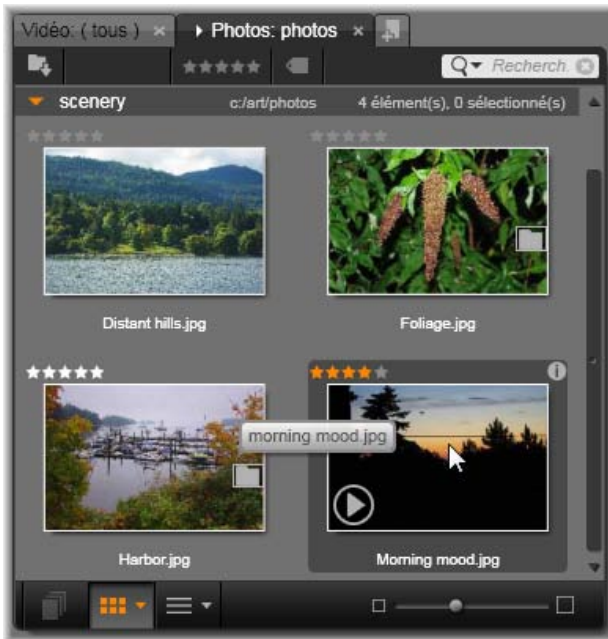 Vidéo: ( tous )
Photos: photos
Recherch.
scenery c:/art/photos 4 élément(s), 0 sélectionné(s)
Distant hills.jpg
Foliage.jpg
morning mood.jpg
Harbor.jpg
Morning mood.jpg